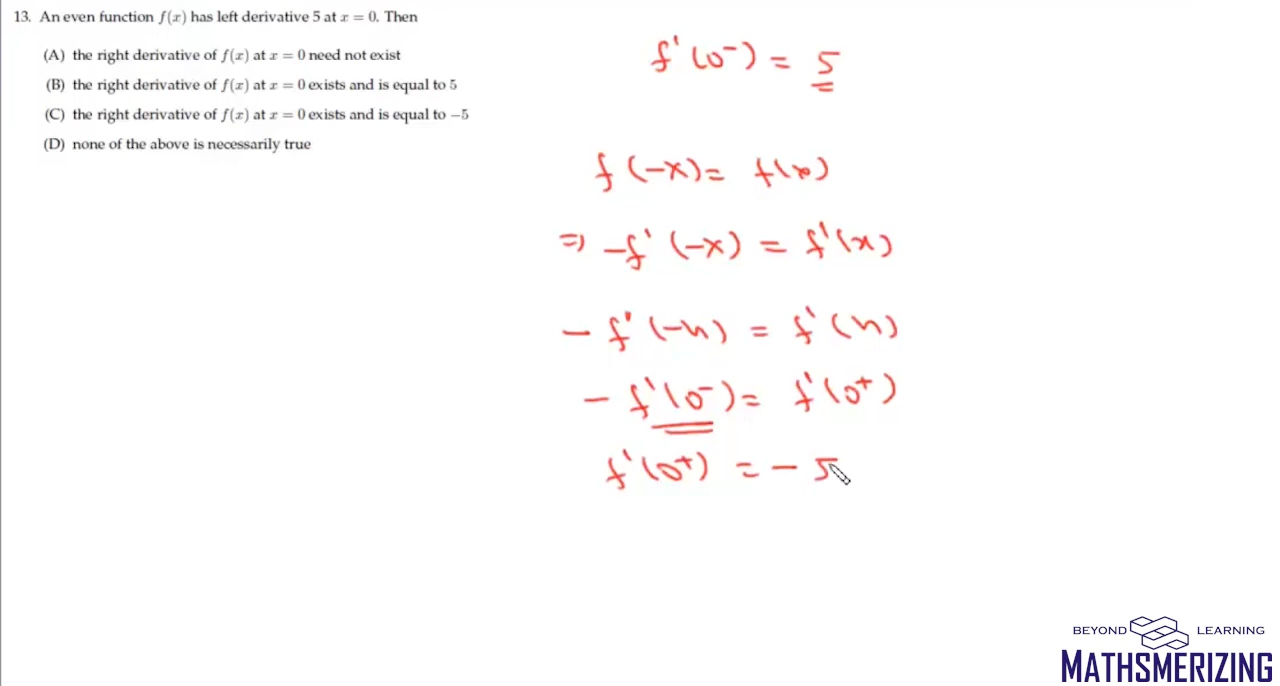 13. An even function f(x) has left derivative 5 at x = 0. Then
(A) the right derivative of f(x) at x = 0 need not exist
(B) the right derivative of f(x) at x = 0 exists and is equal to 5
(C) the right derivative of f(x) at x = 0 exists and is equal to −5
(D) none of the above is necessarily true
f'(0⁻) = 5
f(-x) = f(x)
⇒ -f'(-x) = f'(x)
- f'(-h) = f'(h)
- f'(0⁻) = f'(0⁺)
f'(0⁺) = - 5
BEYOND LEARNING
MATHSMERIZING